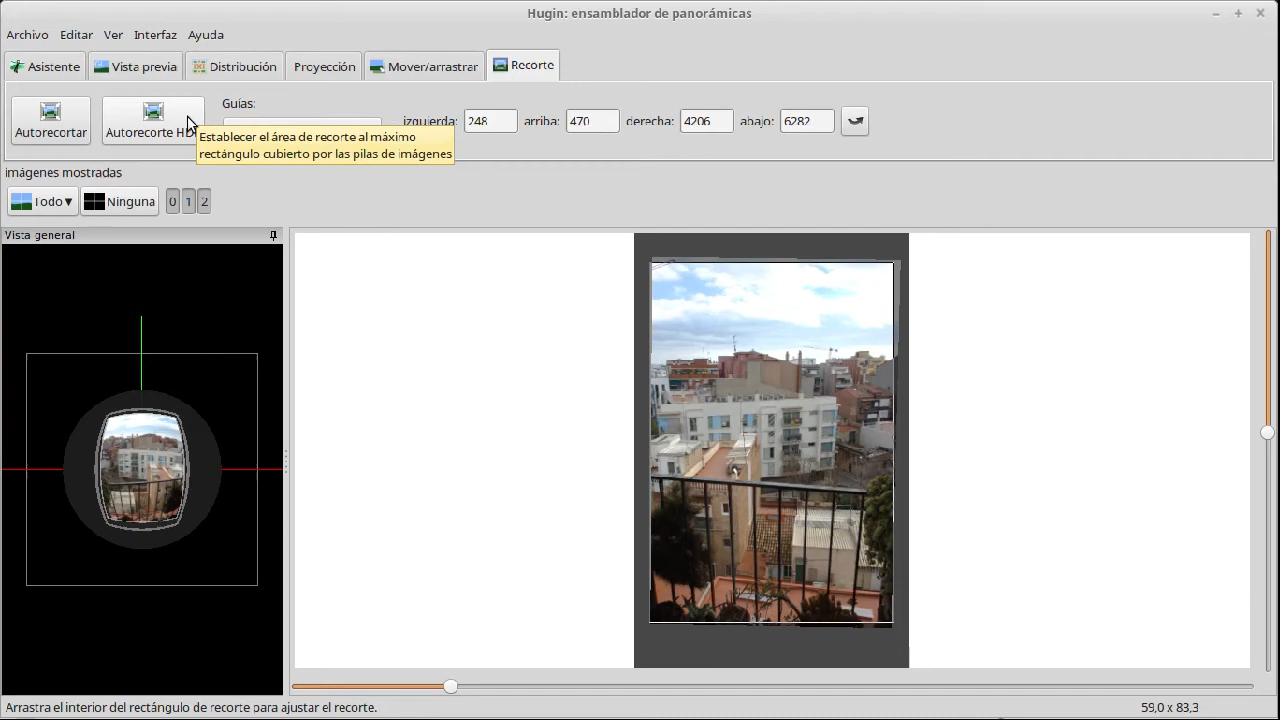 Hugin: ensamblador de panorámicas
Archivo Editar Ver Interfaz Ayuda
Asistente Vista previa Distribución Proyección Mover/arrastrar Recorte
Guías:
Autorecortar Autorecorte HD izquierda: 248 arriba: 470 derecha: 4206 abajo: 6282
Establecer el área de recorte al máximo
rectángulo cubierto por las pilas de imágenes
imágenes mostradas
Todo Ninguna 0 1 2
Vista general
Arrastra el interior del rectángulo de recorte para ajustar el recorte. 59,0 x 83,3